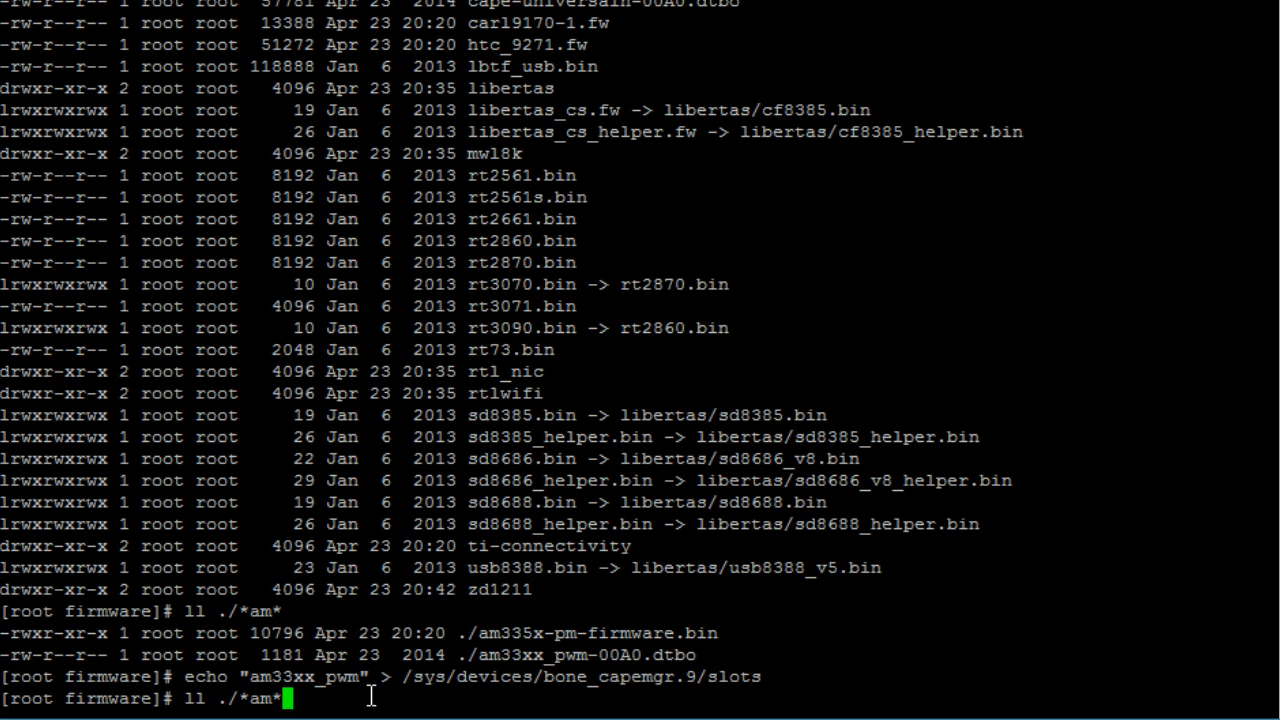 -rw-r--r-- 1 root root  57781 Apr 23  2014 cape-universaln-00A0.dtbo
-rw-r--r-- 1 root root  13388 Apr 23 20:20 carl9170-1.fw
-rw-r--r-- 1 root root  51272 Apr 23 20:20 htc_9271.fw
-rw-r--r-- 1 root root 118888 Jan  6  2013 lbtf_usb.bin
drwxr-xr-x 2 root root   4096 Apr 23 20:35 libertas
lrwxrwxrwx 1 root root     19 Jan  6  2013 libertas_cs.fw -> libertas/cf8385.bin
lrwxrwxrwx 1 root root     26 Jan  6  2013 libertas_cs_helper.fw -> libertas/cf8385_helper.bin
drwxr-xr-x 2 root root   4096 Apr 23 20:35 mwl8k
-rw-r--r-- 1 root root   8192 Jan  6  2013 rt2561.bin
-rw-r--r-- 1 root root   8192 Jan  6  2013 rt2561s.bin
-rw-r--r-- 1 root root   8192 Jan  6  2013 rt2661.bin
-rw-r--r-- 1 root root   8192 Jan  6  2013 rt2860.bin
-rw-r--r-- 1 root root   8192 Jan  6  2013 rt2870.bin
lrwxrwxrwx 1 root root     10 Jan  6  2013 rt3070.bin -> rt2870.bin
-rw-r--r-- 1 root root   4096 Jan  6  2013 rt3071.bin
lrwxrwxrwx 1 root root     10 Jan  6  2013 rt3090.bin -> rt2860.bin
-rw-r--r-- 1 root root   2048 Jan  6  2013 rt73.bin
drwxr-xr-x 2 root root   4096 Apr 23 20:35 rtl_nic
drwxr-xr-x 2 root root   4096 Apr 23 20:35 rtlwifi
lrwxrwxrwx 1 root root     19 Jan  6  2013 sd8385.bin -> libertas/sd8385.bin
lrwxrwxrwx 1 root root     26 Jan  6  2013 sd8385_helper.bin -> libertas/sd8385_helper.bin
lrwxrwxrwx 1 root root     22 Jan  6  2013 sd8686.bin -> libertas/sd8686_v8.bin
lrwxrwxrwx 1 root root     29 Jan  6  2013 sd8686_helper.bin -> libertas/sd8686_v8_helper.bin
lrwxrwxrwx 1 root root     19 Jan  6  2013 sd8688.bin -> libertas/sd8688.bin
lrwxrwxrwx 1 root root     26 Jan  6  2013 sd8688_helper.bin -> libertas/sd8688_helper.bin
drwxr-xr-x 2 root root   4096 Apr 23 20:20 ti-connectivity
lrwxrwxrwx 1 root root     23 Jan  6  2013 usb8388.bin -> libertas/usb8388_v5.bin
drwxr-xr-x 2 root root   4096 Apr 23 20:42 zd1211
[root firmware]# ll ./*am*
-rwxr-xr-x 1 root root 10796 Apr 23 20:20 ./am335x-pm-firmware.bin
-rw-r--r-- 1 root root  1181 Apr 23  2014 ./am33xx_pwm-00A0.dtbo
[root firmware]# echo "am33xx_pwm" > /sys/devices/bone_capemgr.9/slots
[root firmware]# ll ./*am*